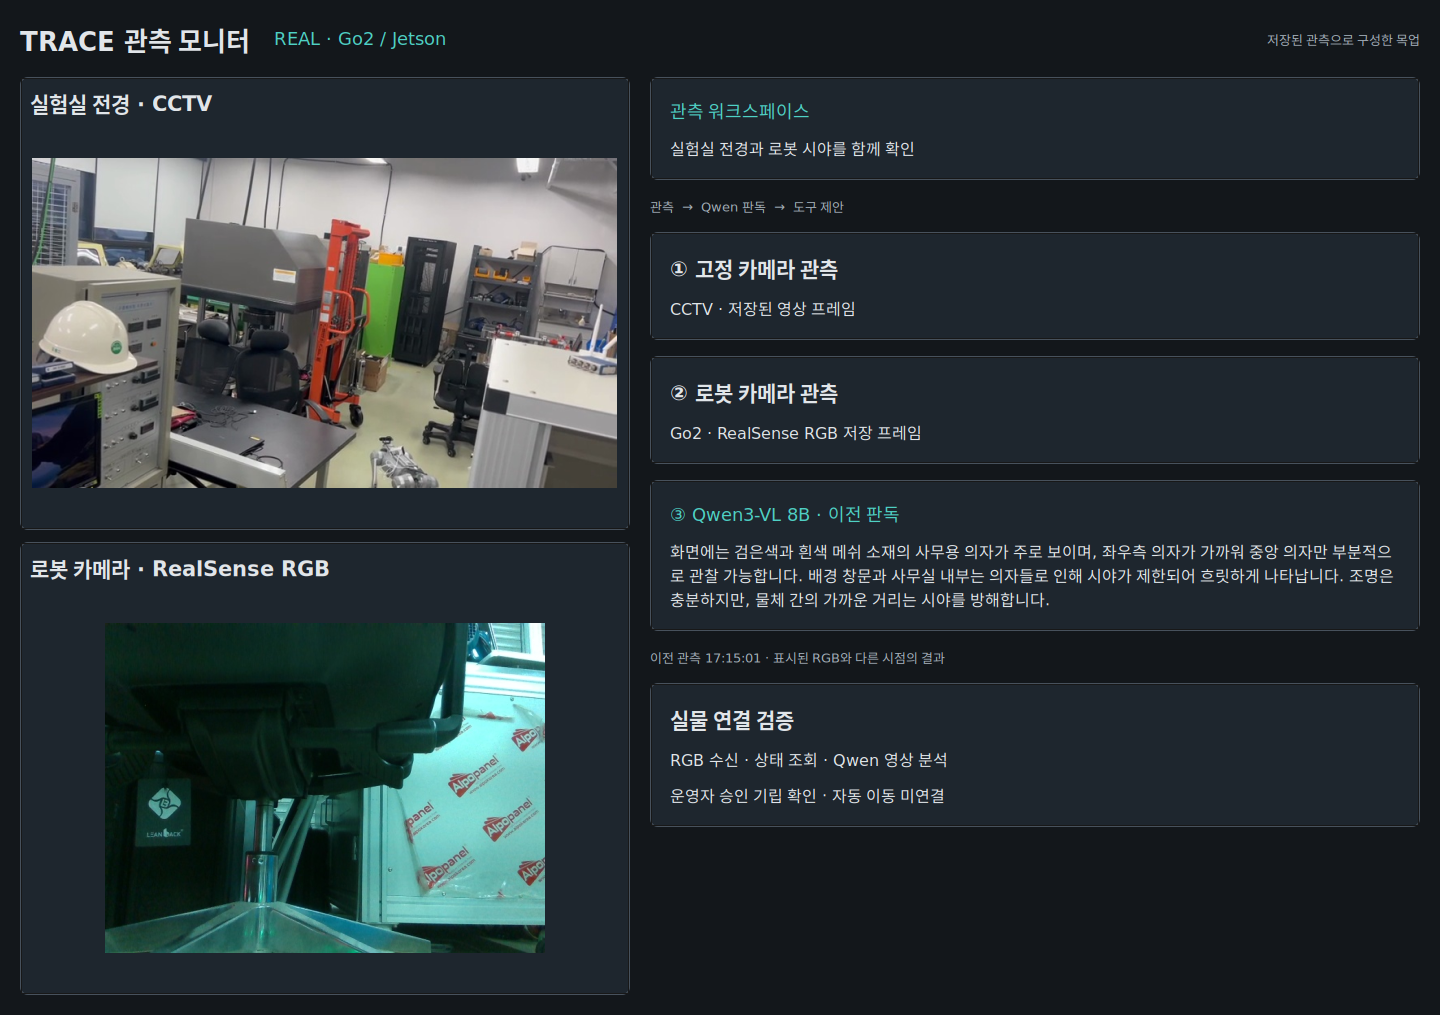 TRACE 관측 모니터
REAL · Go2 / Jetson
저장된 관측으로 구성한 목업
실험실 전경 · CCTV
로봇 카메라 · RealSense RGB
LEAN BACK
Alpopanel
Alpopanel
Alpopanel
Alpopanel
Alpopanel
관측 워크스페이스
실험실 전경과 로봇 시야를 함께 확인
관측 → Qwen 판독 → 도구 제안
① 고정 카메라 관측
CCTV · 저장된 영상 프레임
② 로봇 카메라 관측
Go2 · RealSense RGB 저장 프레임
③ Qwen3-VL 8B · 이전 판독
화면에는 검은색과 흰색 메쉬 소재의 사무용 의자가 주로 보이며, 좌우측 의자가 가까워 중앙 의자만 부분적으
로 관찰 가능합니다. 배경 창문과 사무실 내부는 의자들로 인해 시야가 제한되어 흐릿하게 나타납니다. 조명은
충분하지만, 물체 간의 가까운 거리는 시야를 방해합니다.
이전 관측 17:15:01 · 표시된 RGB와 다른 시점의 결과
실물 연결 검증
RGB 수신 · 상태 조회 · Qwen 영상 분석
운영자 승인 기립 확인 · 자동 이동 미연결